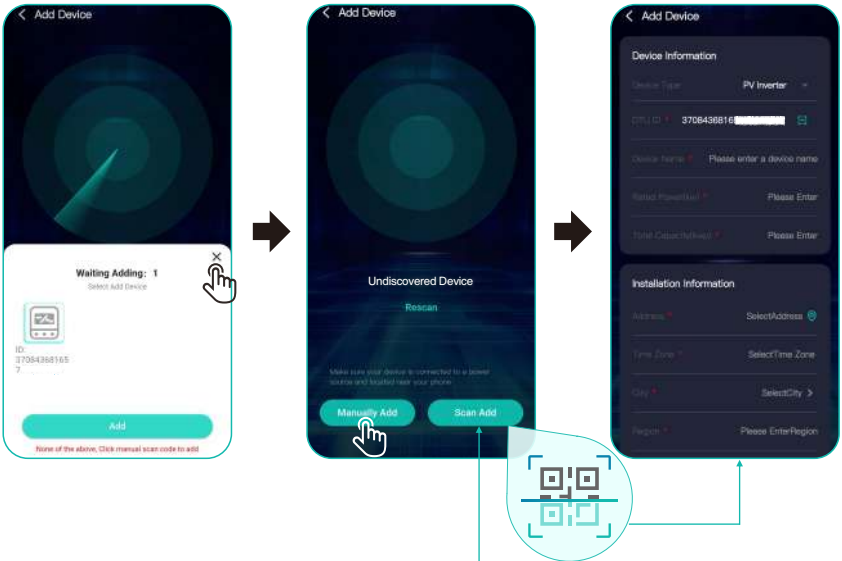 Add Device
Waiting Adding: 1
Select Add Device
ID:
37084368165
7
Add
None of the above, Click manual scan code to add
Add Device
Undiscovered Device
Rescan
Make sure your device is connected to a power
source and located near your phone
Manually Add
Scan Add
Add Device
Device Information
Device Type PV Inverter
DTU ID * 3708436816
Device Name * Please enter a device name
Rated Power(kw) * Please Enter
Total Capacity(kw) * Please Enter
Installation Information
Address * SelectAddress
Time Zone * SelectTime Zone
City * SelectCity >
Region * Please EnterRegion